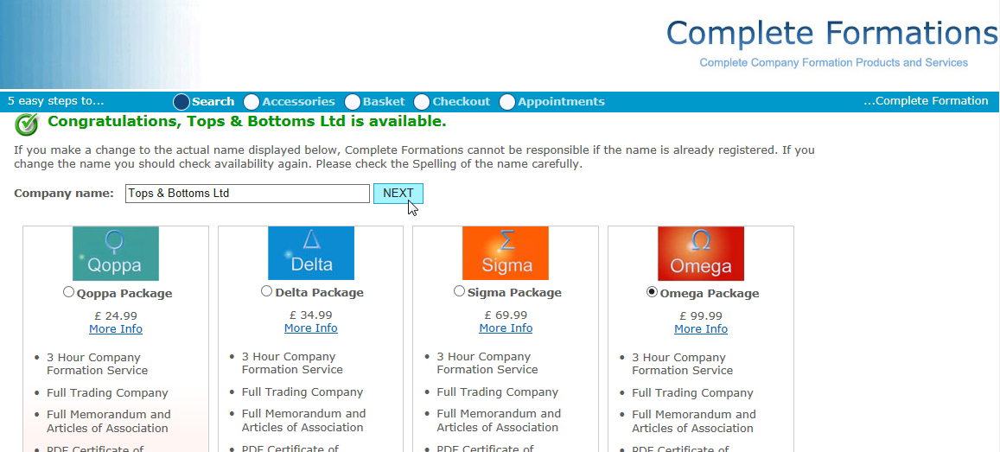 Complete Formations
Complete Company Formation Products and Services
5 easy steps to... Search Accessories Basket Checkout Appointments ...Complete Formation
Congratulations, Tops & Bottoms Ltd is available.
If you make a change to the actual name displayed below, Complete Formations cannot be responsible if the name is already registered. If you
change the name you should check availability again. Please check the Spelling of the name carefully.
Company name: Tops & Bottoms Ltd NEXT
Ϙ Δ Σ Ω
Qoppa Delta Sigma Omega
Qoppa Package Delta Package Sigma Package Omega Package
£ 24.99 £ 34.99 £ 69.99 £ 99.99
More Info More Info More Info More Info
• 3 Hour Company • 3 Hour Company • 3 Hour Company • 3 Hour Company
Formation Service Formation Service Formation Service Formation Service
• Full Trading Company • Full Trading Company • Full Trading Company • Full Trading Company
• Full Memorandum and • Full Memorandum and • Full Memorandum and • Full Memorandum and
Articles of Association Articles of Association Articles of Association Articles of Association
• PDF Certificate of • PDF Certificate of • PDF Certificate of • PDF Certificate of